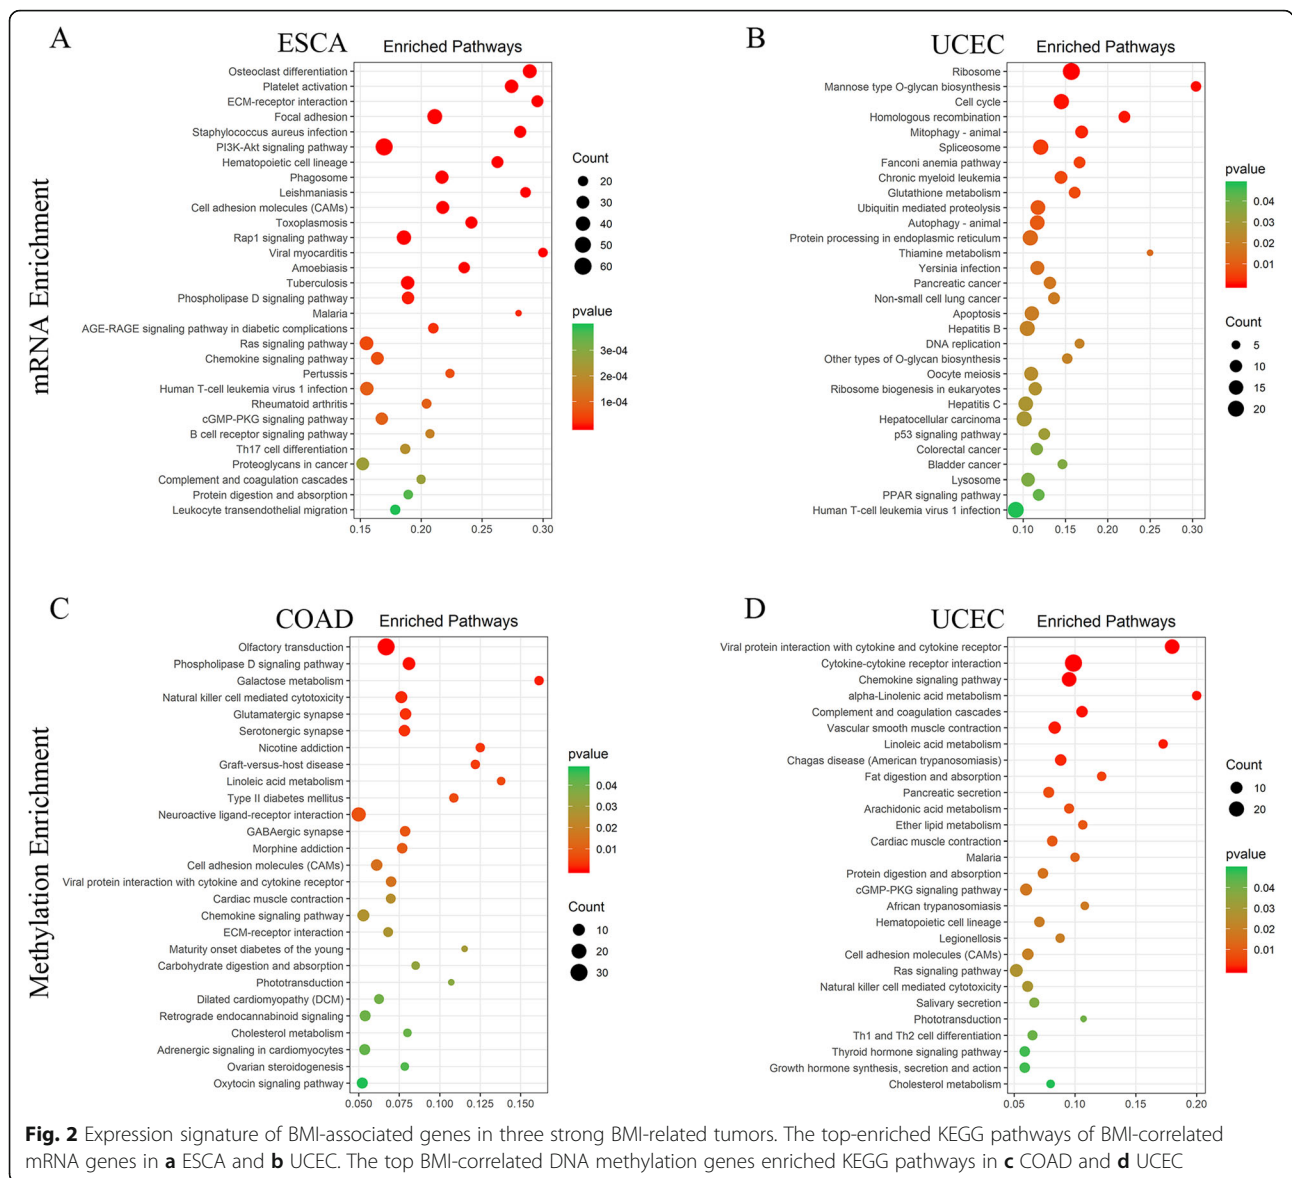 A
ESCA
Enriched Pathways
mRNA Enrichment
Osteoclast differentiation
Platelet activation
ECM-receptor interaction
Focal adhesion
Staphylococcus aureus infection
PI3K-Akt signaling pathway
Hematopoietic cell lineage
Phagosome
Leishmaniasis
Cell adhesion molecules (CAMs)
Toxoplasmosis
Rap1 signaling pathway
Viral myocarditis
Amoebiasis
Tuberculosis
Phospholipase D signaling pathway
Malaria
AGE-RAGE signaling pathway in diabetic complications
Ras signaling pathway
Chemokine signaling pathway
Pertussis
Human T-cell leukemia virus 1 infection
Rheumatoid arthritis
cGMP-PKG signaling pathway
B cell receptor signaling pathway
Th17 cell differentiation
Proteoglycans in cancer
Complement and coagulation cascades
Protein digestion and absorption
Leukocyte transendothelial migration
0.15 0.20 0.25 0.30
Count
20
30
40
50
60
pvalue
3e-04
2e-04
1e-04
B
UCEC
Enriched Pathways
Ribosome
Mannose type O-glycan biosynthesis
Cell cycle
Homologous recombination
Mitophagy - animal
Spliceosome
Fanconi anemia pathway
Chronic myeloid leukemia
Glutathione metabolism
Ubiquitin mediated proteolysis
Autophagy - animal
Protein processing in endoplasmic reticulum
Thiamine metabolism
Yersinia infection
Pancreatic cancer
Non-small cell lung cancer
Apoptosis
Hepatitis B
DNA replication
Other types of O-glycan biosynthesis
Oocyte meiosis
Ribosome biogenesis in eukaryotes
Hepatitis C
Hepatocellular carcinoma
p53 signaling pathway
Colorectal cancer
Bladder cancer
Lysosome
PPAR signaling pathway
Human T-cell leukemia virus 1 infection
0.10 0.15 0.20 0.25 0.30
pvalue
0.04
0.03
0.02
0.01
Count
5
10
15
20
C
COAD
Enriched Pathways
Methylation Enrichment
Olfactory transduction
Phospholipase D signaling pathway
Galactose metabolism
Natural killer cell mediated cytotoxicity
Glutamatergic synapse
Serotonergic synapse
Nicotine addiction
Graft-versus-host disease
Linoleic acid metabolism
Type II diabetes mellitus
Neuroactive ligand-receptor interaction
GABAergic synapse
Morphine addiction
Cell adhesion molecules (CAMs)
Viral protein interaction with cytokine and cytokine receptor
Cardiac muscle contraction
Chemokine signaling pathway
ECM-receptor interaction
Maturity onset diabetes of the young
Carbohydrate digestion and absorption
Phototransduction
Dilated cardiomyopathy (DCM)
Retrograde endocannabinoid signaling
Cholesterol metabolism
Adrenergic signaling in cardiomyocytes
Ovarian steroidogenesis
Oxytocin signaling pathway
0.050 0.075 0.100 0.125 0.150
pvalue
0.04
0.03
0.02
0.01
Count
10
20
30
D
UCEC
Enriched Pathways
Viral protein interaction with cytokine and cytokine receptor
Cytokine-cytokine receptor interaction
Chemokine signaling pathway
alpha-Linolenic acid metabolism
Complement and coagulation cascades
Vascular smooth muscle contraction
Linoleic acid metabolism
Chagas disease (American trypanosomiasis)
Fat digestion and absorption
Pancreatic secretion
Arachidonic acid metabolism
Ether lipid metabolism
Cardiac muscle contraction
Malaria
Protein digestion and absorption
cGMP-PKG signaling pathway
African trypanosomiasis
Hematopoietic cell lineage
Legionellosis
Cell adhesion molecules (CAMs)
Ras signaling pathway
Natural killer cell mediated cytotoxicity
Salivary secretion
Phototransduction
Th1 and Th2 cell differentiation
Thyroid hormone signaling pathway
Growth hormone synthesis, secretion and action
Cholesterol metabolism
0.05 0.10 0.15 0.20
Count
10
20
pvalue
0.04
0.03
0.02
0.01
Fig. 2 Expression signature of BMI-associated genes in three strong BMI-related tumors. The top-enriched KEGG pathways of BMI-correlated
mRNA genes in a ESCA and b UCEC. The top BMI-correlated DNA methylation genes enriched KEGG pathways in c COAD and d UCEC